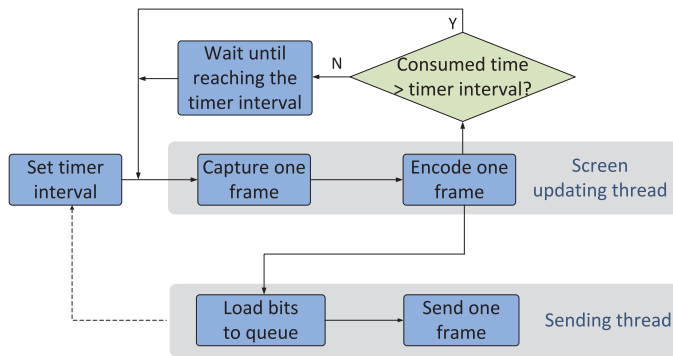 Y
Wait until
reaching the
timer interval
N
Consumed time
> timer interval?
Set timer
interval
Capture one
frame
Encode one
frame
Screen
updating thread
Load bits
to queue
Send one
frame
Sending thread